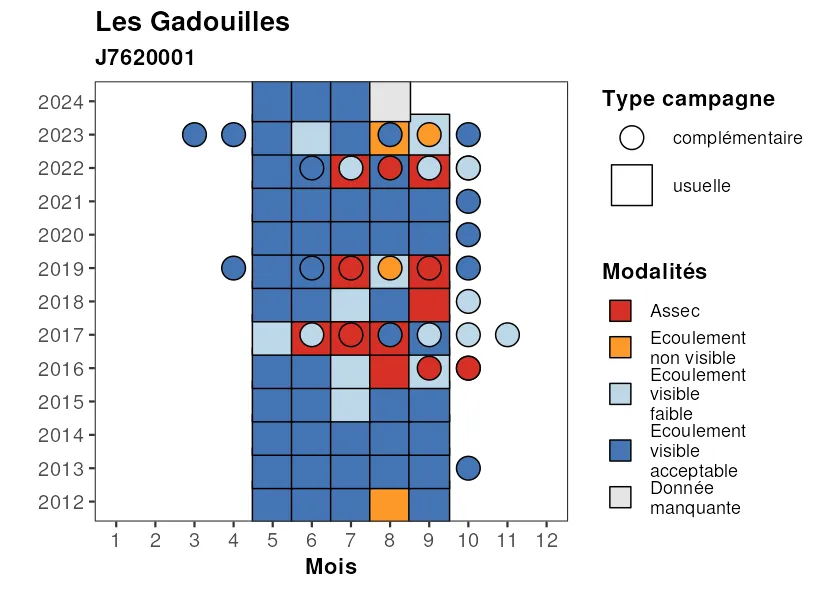 Les Gadouilles
J7620001
2024
2023
2022
2021
2020
2019
2018
2017
2016
2015
2014
2013
2012
1 2 3 4 5 6 7 8 9 10 11 12
Mois
Type campagne
complémentaire
usuelle
Modalités
Assec
Ecoulement
non visible
Ecoulement
visible
faible
Ecoulement
visible
acceptable
Donnée
manquante